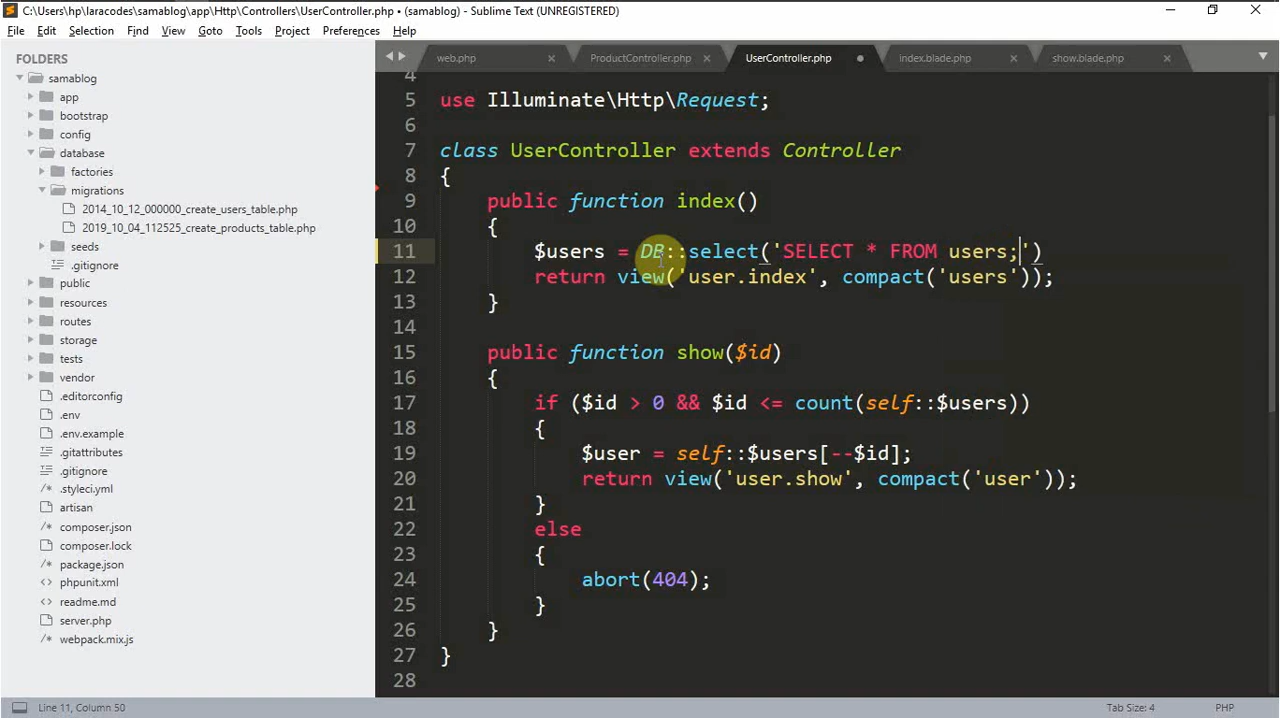 C:\Users\hp\laracodes\samablog\app\Http\Controllers\UserController.php • (samablog) - Sublime Text (UNREGISTERED)
File Edit Selection Find View Goto Tools Project Preferences Help
FOLDERS
samablog
app
bootstrap
config
database
factories
migrations
2014_10_12_000000_create_users_table.php
2019_10_04_112525_create_products_table.php
seeds
.gitignore
public
resources
routes
storage
tests
vendor
.editorconfig
.env
.env.example
.gitattributes
.gitignore
.styleci.yml
artisan
composer.json
composer.lock
package.json
phpunit.xml
readme.md
server.php
webpack.mix.js
web.php ProductController.php UserController.php index.blade.php show.blade.php
4
5 use Illuminate\Http\Request;
6
7 class UserController extends Controller
8 {
9 public function index()
10 {
11 $users = DB::select('SELECT * FROM users;')
12 return view('user.index', compact('users'));
13 }
14
15 public function show($id)
16 {
17 if ($id > 0 && $id <= count(self::$users))
18 {
19 $user = self::$users[--$id];
20 return view('user.show', compact('user'));
21 }
22 else
23 {
24 abort(404);
25 }
26 }
27 }
28
Line 11, Column 50 Tab Size: 4 PHP